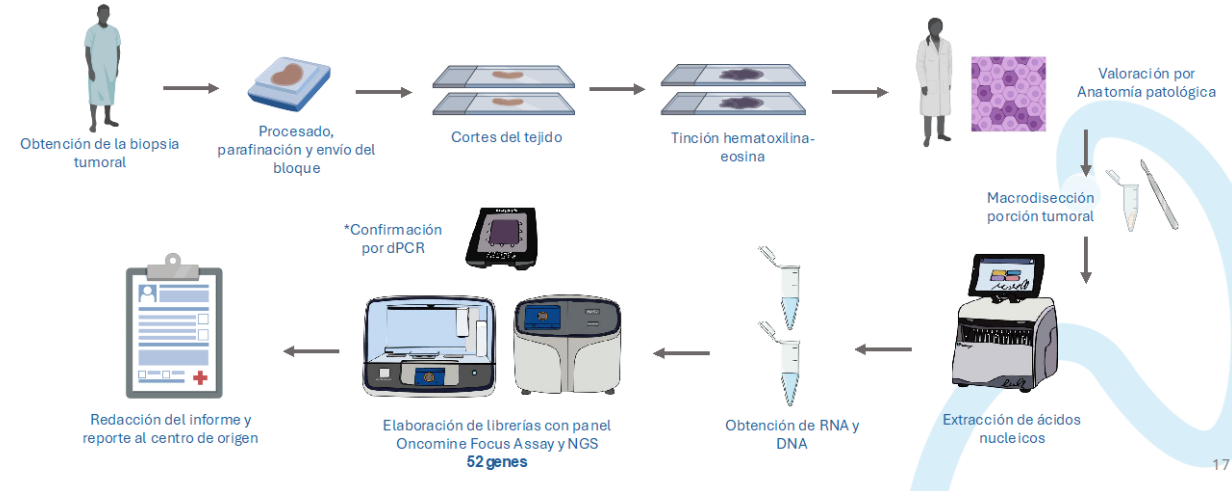 Obtención de la biopsia
tumoral
Procesado,
parafinación y envío del
bloque
Cortes del tejido
Tinción hematoxilina-
eosina
Valoración por
Anatomía patológica
Macrodisección
porción tumoral
Extracción de ácidos
nucleicos
Obtención de RNA y
DNA
*Confirmación
por dPCR
Elaboración de librerías con panel
Oncomine Focus Assay y NGS
52 genes
Redacción del informe y
reporte al centro de origen
17